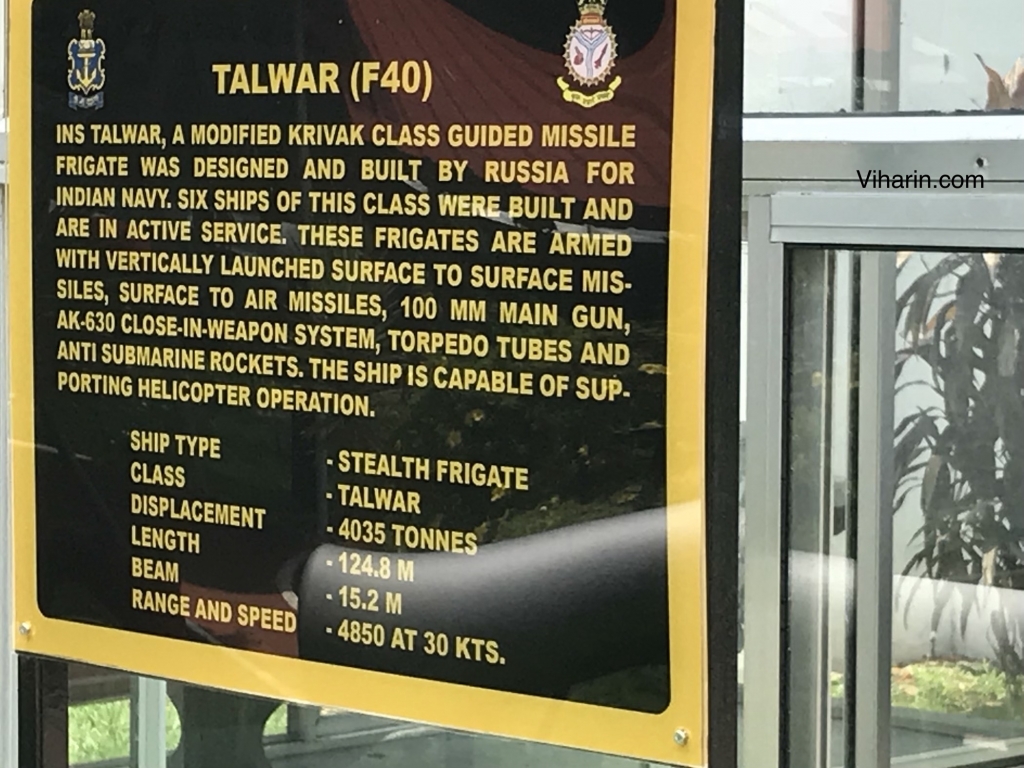 TALWAR (F40)
INS TALWAR, A MODIFIED KRIVAK CLASS GUIDED MISSILE
FRIGATE WAS DESIGNED AND BUILT BY RUSSIA FOR
INDIAN NAVY. SIX SHIPS OF THIS CLASS WERE BUILT AND
ARE IN ACTIVE SERVICE. THESE FRIGATES ARE ARMED
WITH VERTICALLY LAUNCHED SURFACE TO SURFACE MIS-
SILES, SURFACE TO AIR MISSILES, 100 MM MAIN GUN,
AK-630 CLOSE-IN-WEAPON SYSTEM, TORPEDO TUBES AND
ANTI SUBMARINE ROCKETS. THE SHIP IS CAPABLE OF SUP-
PORTING HELICOPTER OPERATION.
SHIP TYPE - STEALTH FRIGATE
CLASS - TALWAR
DISPLACEMENT - 4035 TONNES
LENGTH - 124.8 M
BEAM - 15.2 M
RANGE AND SPEED - 4850 AT 30 KTS.
Viharin.com